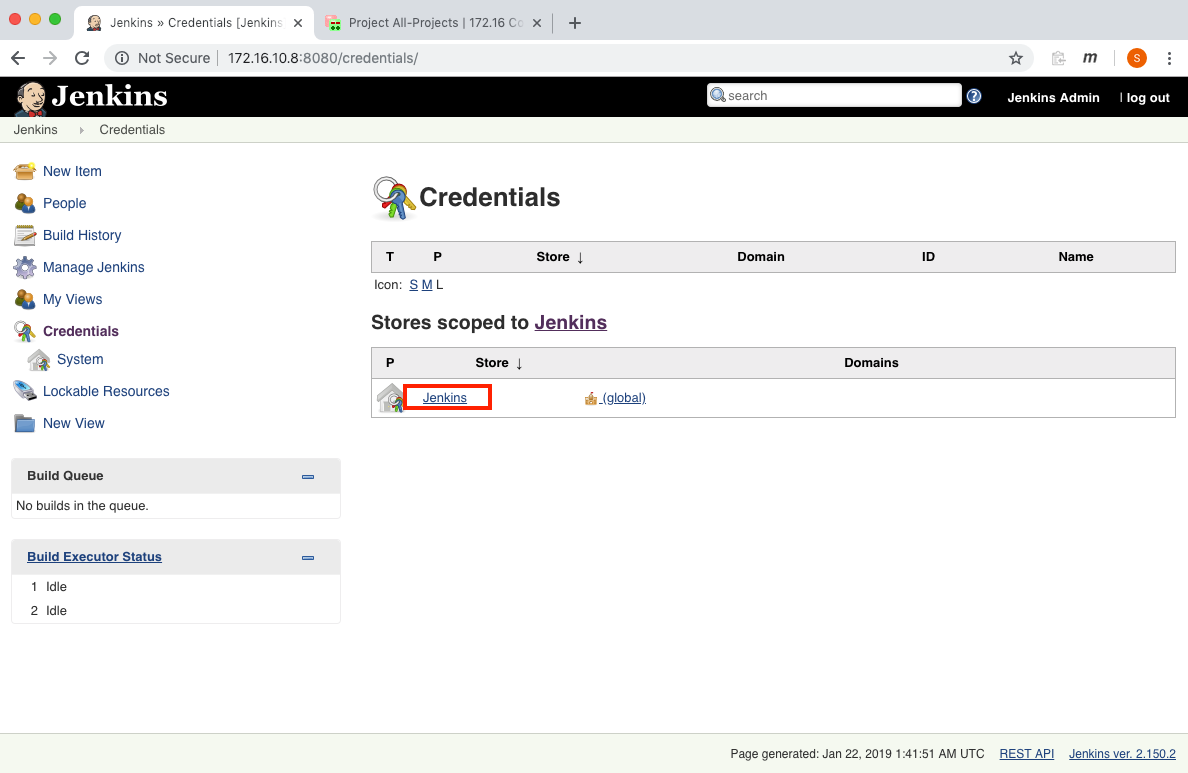 Jenkins » Credentials [Jenkins
Project All-Projects | 172.16 Co
Not Secure
172.16.10.8:8080/credentials/
m
S
Jenkins
search
Jenkins Admin
| log out
Jenkins
Credentials
New Item
People
Build History
Manage Jenkins
My Views
Credentials
System
Lockable Resources
New View
Build Queue
No builds in the queue.
Build Executor Status
1 Idle
2 Idle
Credentials
T P Store ↓ Domain ID Name
Icon: S M L
Stores scoped to Jenkins
P Store ↓ Domains
Jenkins (global)
Page generated: Jan 22, 2019 1:41:51 AM UTC REST API Jenkins ver. 2.150.2